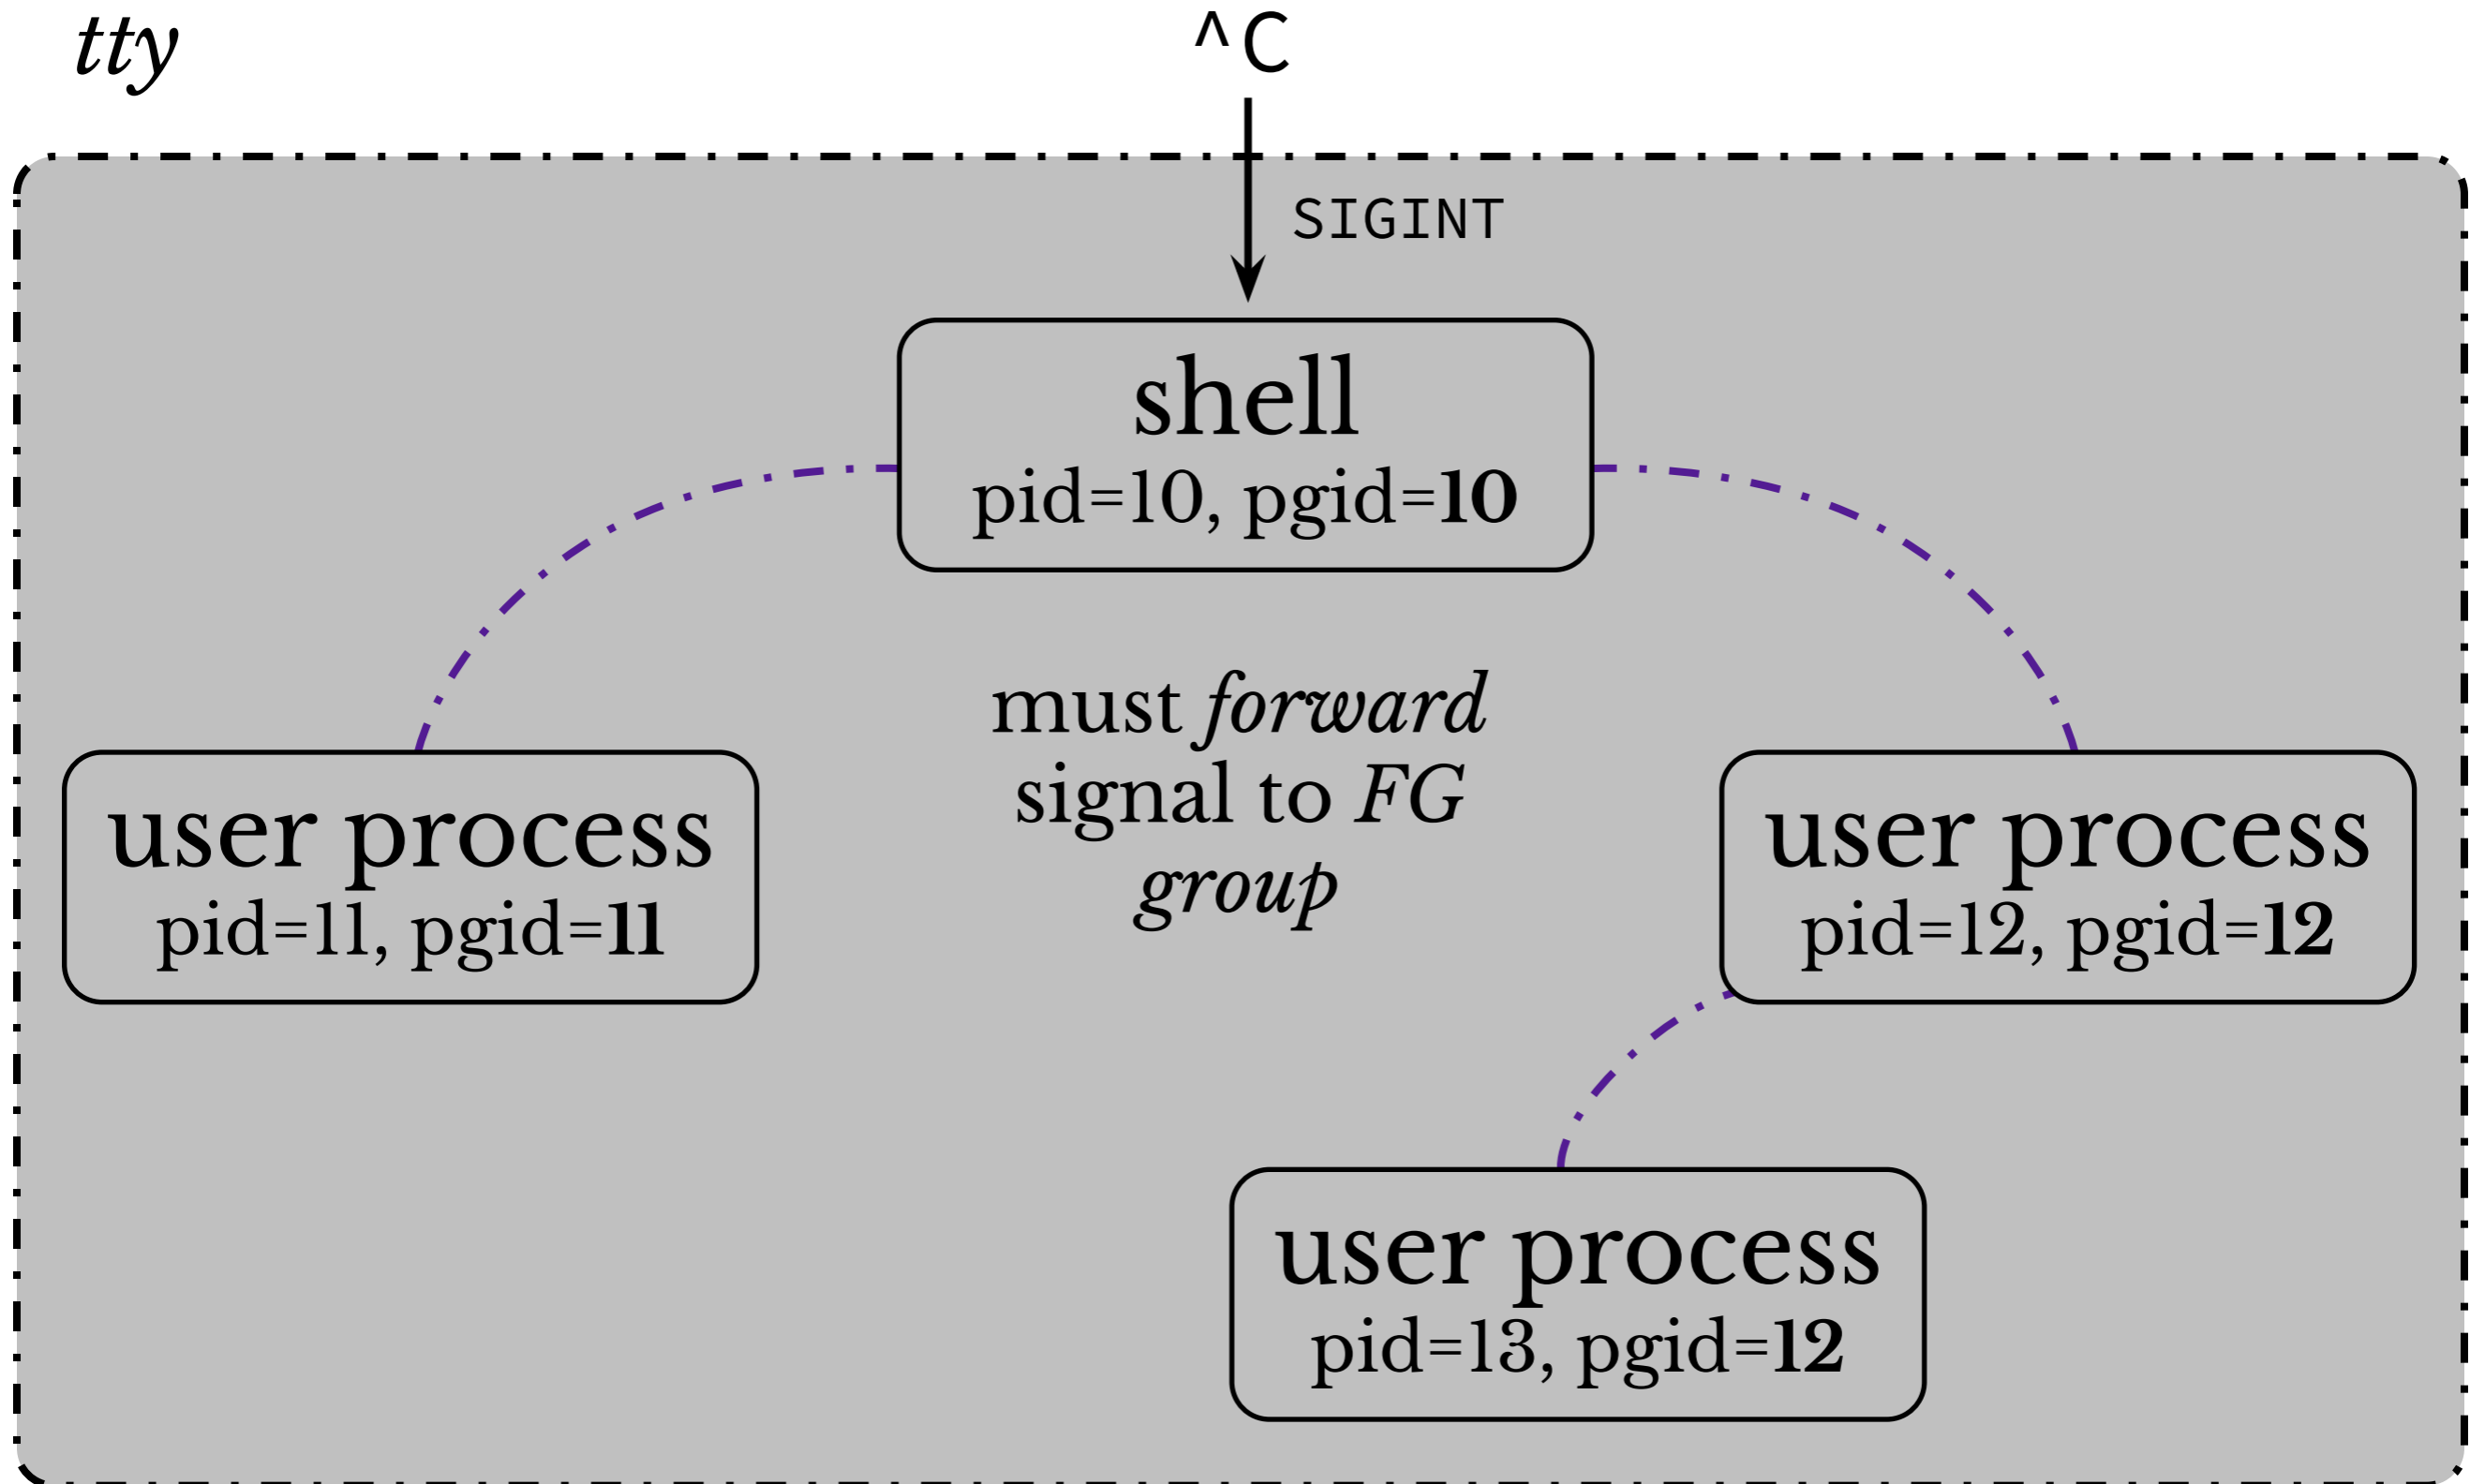 tty
^C
SIGINT
shell
pid=10, pgid=10
must forward
signal to FG
group
user process
pid=11, pgid=11
user process
pid=12, pgid=12
user process
pid=13, pgid=12